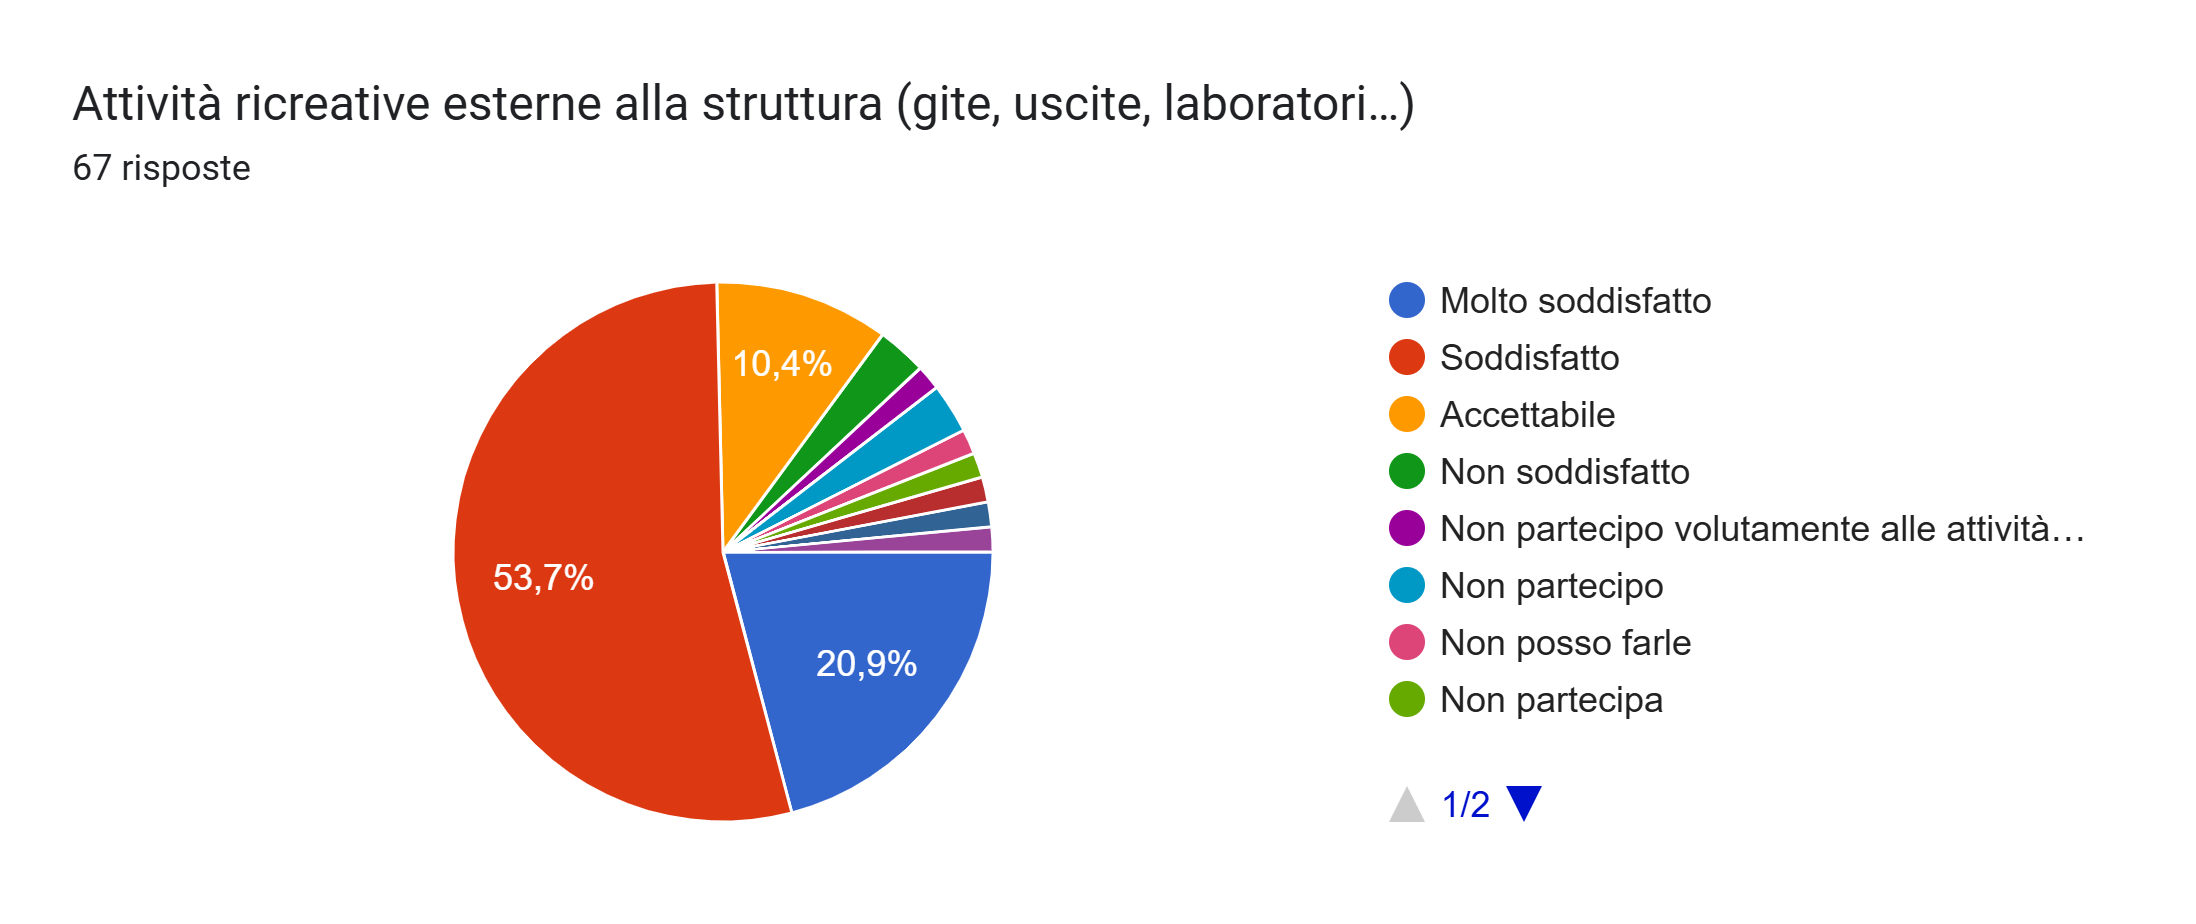 Attività ricreative esterne alla struttura (gite, uscite, laboratori…)
67 risposte
10,4%
53,7%
20,9%
Molto soddisfatto
Soddisfatto
Accettabile
Non soddisfatto
Non partecipo volutamente alle attività…
Non partecipo
Non posso farle
Non partecipa
1/2